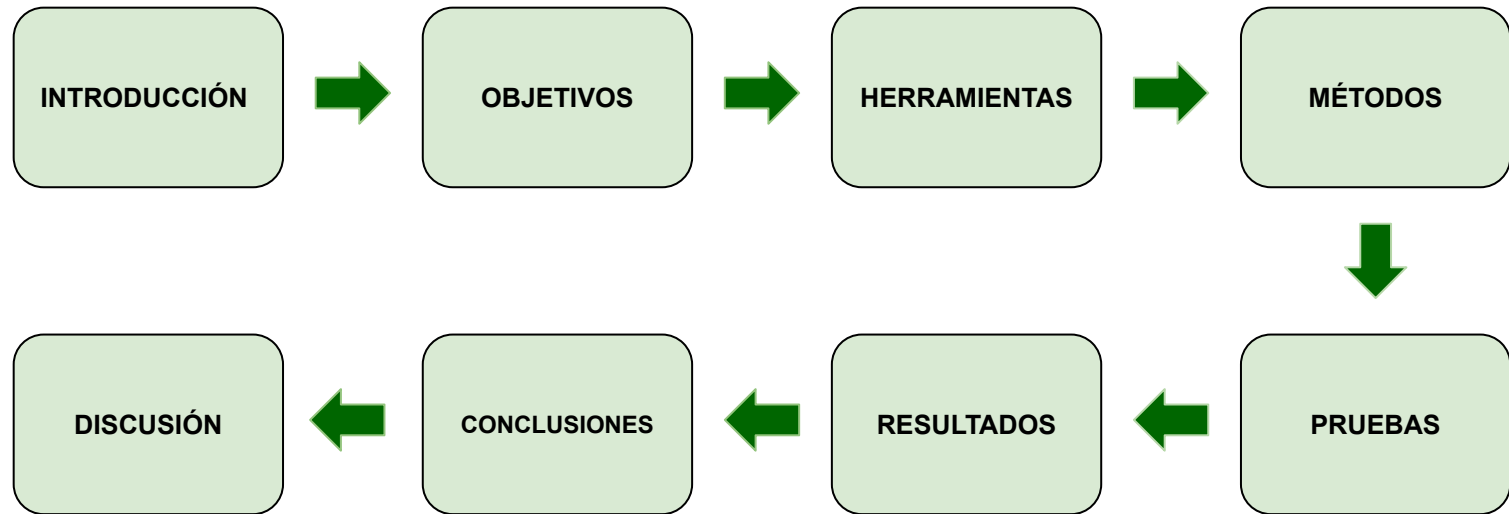 INTRODUCCIÓN
OBJETIVOS
HERRAMIENTAS
MÉTODOS
PRUEBAS
RESULTADOS
CONCLUSIONES
DISCUSIÓN